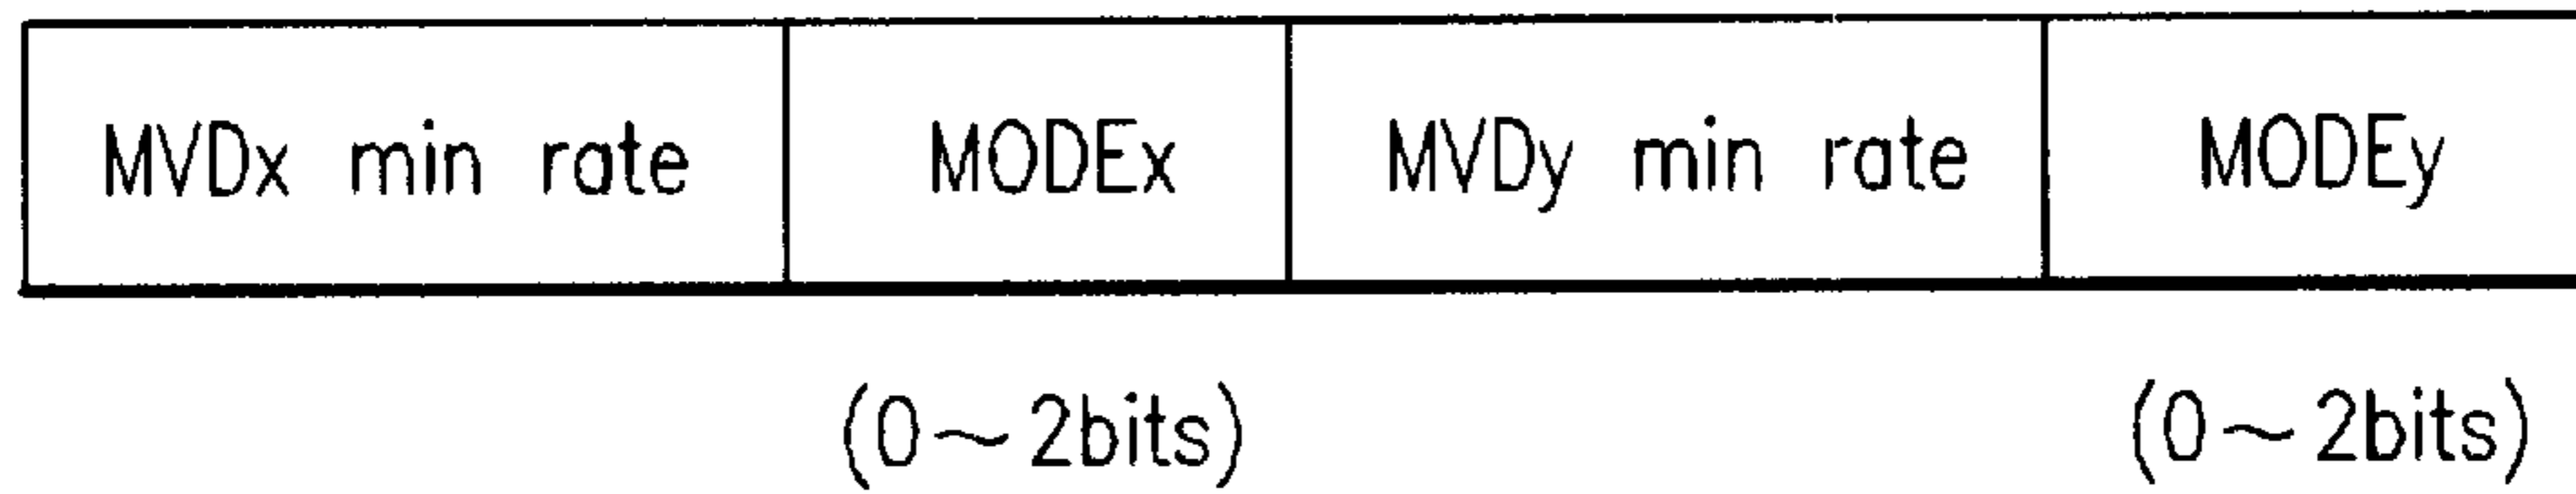 MVDx min rate MODEx MVDy min rate MODEy
(0~2bits) (0~2bits)